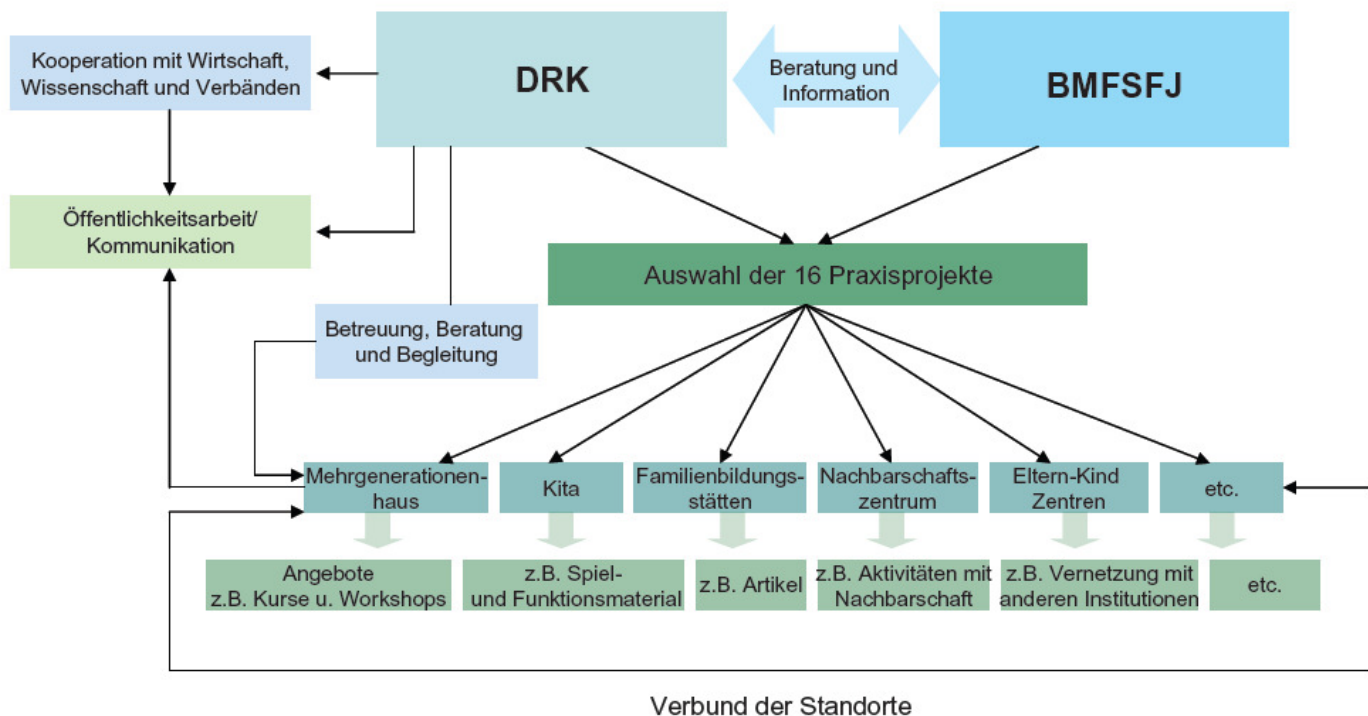 Kooperation mit Wirtschaft,
Wissenschaft und Verbänden
DRK
Beratung und
Information
BMFSFJ
Öffentlichkeitsarbeit/
Kommunikation
Auswahl der 16 Praxisprojekte
Betreuung, Beratung
und Begleitung
Mehrgenerationen-
haus
Kita
Familienbildungs-
stätten
Nachbarschafts-
zentrum
Eltern-Kind
Zentren
etc.
Angebote
z.B. Kurse u. Workshops
z.B. Spiel-
und Funktionsmaterial
z.B. Artikel
z.B. Aktivitäten mit
Nachbarschaft
z.B. Vernetzung mit
anderen Institutionen
etc.
Verbund der Standorte